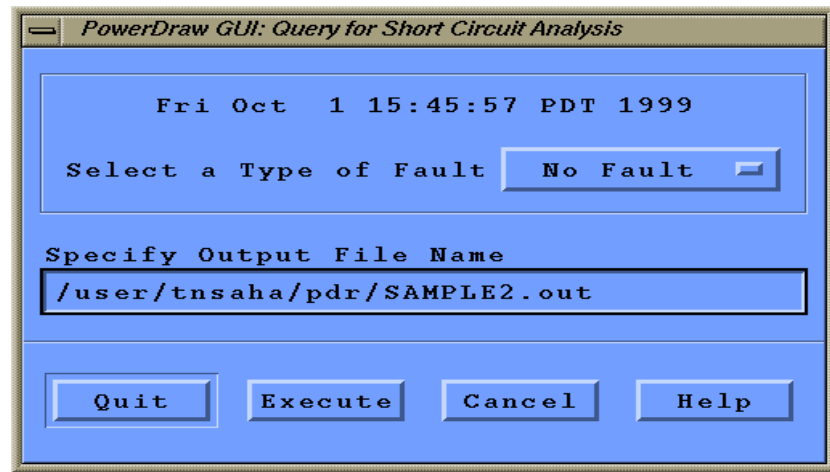 PowerDraw GUI: Query for Short Circuit Analysis
Fri Oct  1 15:45:57 PDT 1999
Select a Type of Fault No Fault
Specify Output File Name
/user/tnsaha/pdr/SAMPLE2.out
Quit Execute Cancel Help